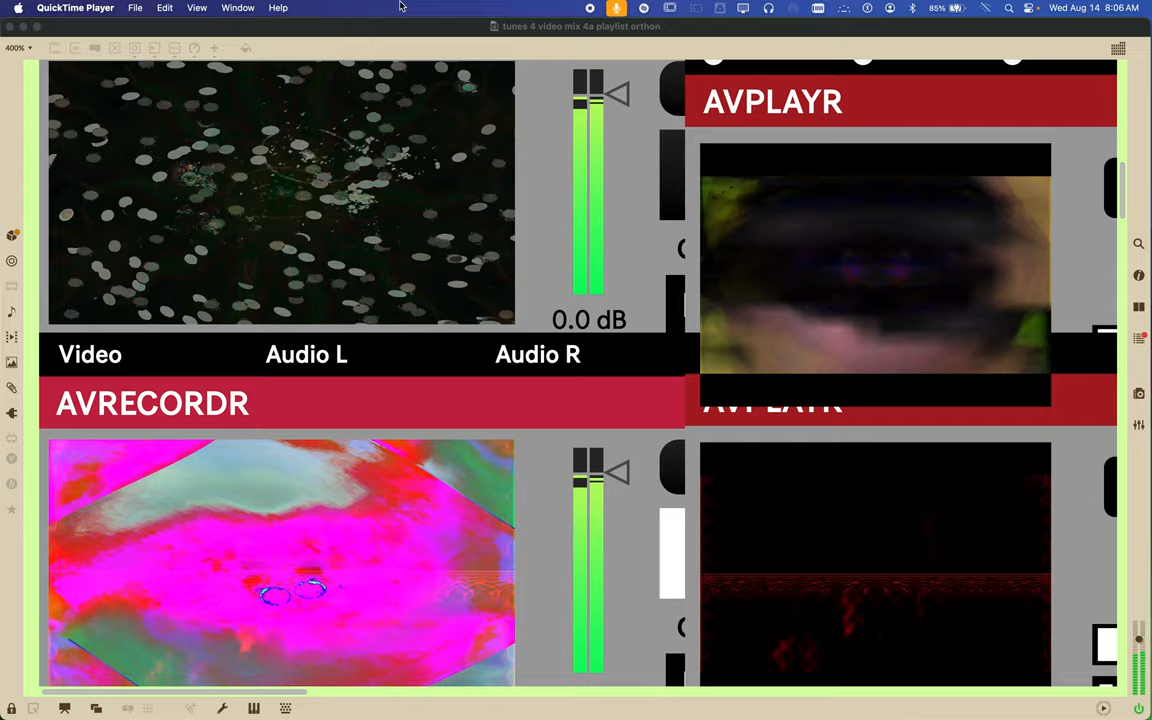 QuickTime Player File Edit View Window Help 85% Wed Aug 14 8:06 AM
tunes 4 video mix 4a playlist orthon
400%
AVPLAYR
0.0 dB
Video Audio L Audio R
AVRECORDR
AVPLAYR